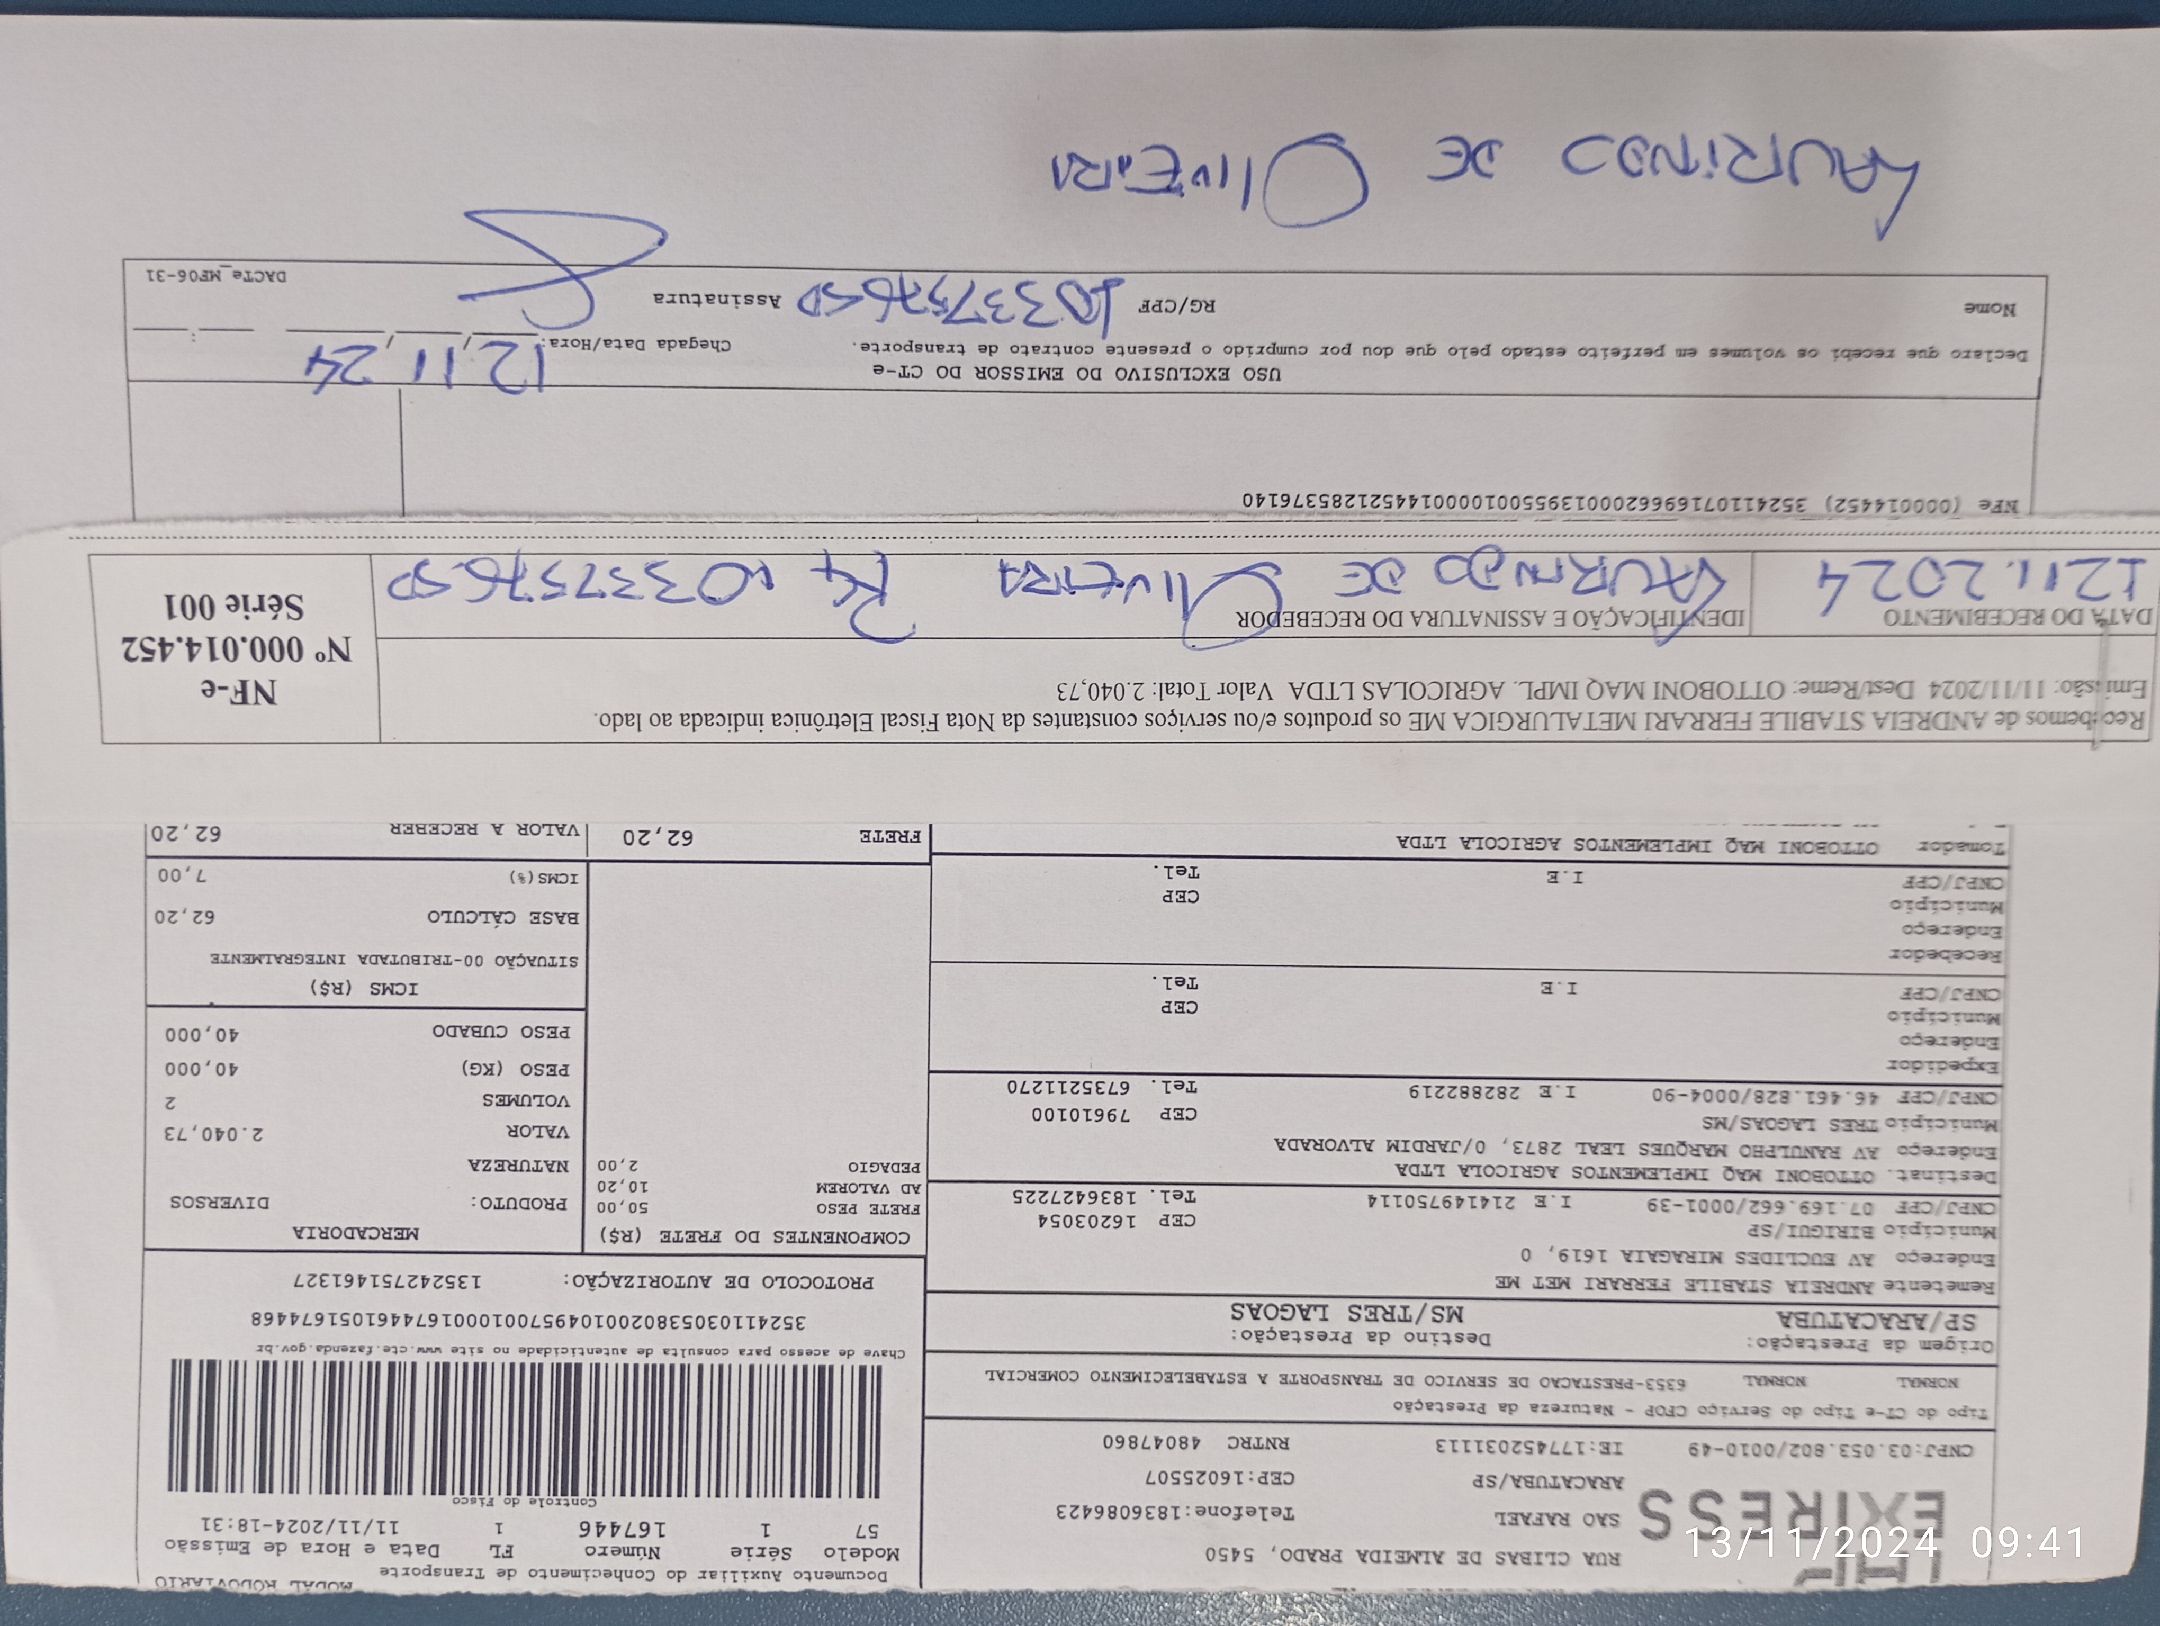 Documento Auxiliar do Conhecimento de Transporte MODAL RODOVIARIO
EXPRESS
RUA CLIBAS DE ALMEIDA PRADO, 5450
SAO RAFAEL Telefone:1836086423
ARACATUBA/SP CEP:16025507
CNPJ:03.053.802/0010-49 IE:177452031113 RNTRC 48047860
Modelo Série Número FL Data e Hora de Emissão
57 1 167446 1 11/11/2024-18:31
Controle do Fisco
Chave de acesso para consulta de autenticidade no site www.cte.fazenda.gov.br
35241103053802001049570010001674461051674468
PROTOCOLO DE AUTORIZAÇÃO: 135242751461327
Tipo do CT-e Tipo do Serviço CFOP - Natureza da Prestação
NORMAL NORMAL 6353-PRESTACAO DE SERVICO DE TRANSPORTE A ESTABELECIMENTO COMERCIAL
Origem da Prestação: Destino da Prestação:
SP/ARACATUBA MS/TRES LAGOAS
Remetente ANDREIA STABILE FERRARI MET ME
Endereço AV EUCLIDES MIRAGAIA 1619, 0
Município BIRIGUI/SP CEP 16203054
CNPJ/CPF 07.169.662/0001-39 I.E 214149750114 Tel. 1836427225
Destinat. OTTOBONI MAQ IMPLEMENTOS AGRICOLA LTDA
Endereço AV RANULPHO MARQUES LEAL 2873, 0/JARDIM ALVORADA
Município TRES LAGOAS/MS CEP 79610100
CNPJ/CPF 46.461.828/0004-90 I.E 282882219 Tel. 6735211270
Expedidor
Endereço
Município CEP
CNPJ/CPF I.E Tel.
Recebedor
Endereço
Município CEP
CNPJ/CPF I.E Tel.
Tomador OTTOBONI MAQ IMPLEMENTOS AGRICOLA LTDA
COMPONENTES DO FRETE (R$)
FRETE PESO 50,00
AD VALOREM 10,20
PEDAGIO 2,00
FRETE 62,20
MERCADORIA
PRODUTO: DIVERSOS
NATUREZA
VALOR 2.040,73
VOLUMES 2
PESO (KG) 40,000
PESO CUBADO 40,000
ICMS (R$)
SITUAÇÃO 00-TRIBUTADA INTEGRALMENTE
BASE CÁLCULO 62,20
ICMS(%) 7,00
VALOR A RECEBER 62,20
Recebemos de ANDREIA STABILE FERRARI METALURGICA ME os produtos e/ou serviços constantes da Nota Fiscal Eletrônica indicada ao lado.
Emissão: 11/11/2024 Dest/Reme: OTTOBONI MAQ IMPL. AGRICOLAS LTDA Valor Total: 2.040,73
DATA DO RECEBIMENTO IDENTIFICAÇÃO E ASSINATURA DO RECEBEDOR
12.11.2024 LAURINDO DE OLIVEIRA RG 10337576SP
NF-e
Nº 000.014.452
Série 001
NFe (000014452) 35241107169662000139550010000144521285376140
USO EXCLUSIVO DO EMISSOR DO CT-e
Declaro que recebi os volumes em perfeito estado pelo que dou por cumprido o presente contrato de transporte. Chegada Data/Hora: 12, 11, 24 :
Nome RG/CPF 10337576SP Assinatura
DACTe_MF06-31
LAURINDO DE OLIVEIRA
13/11/2024 09:41